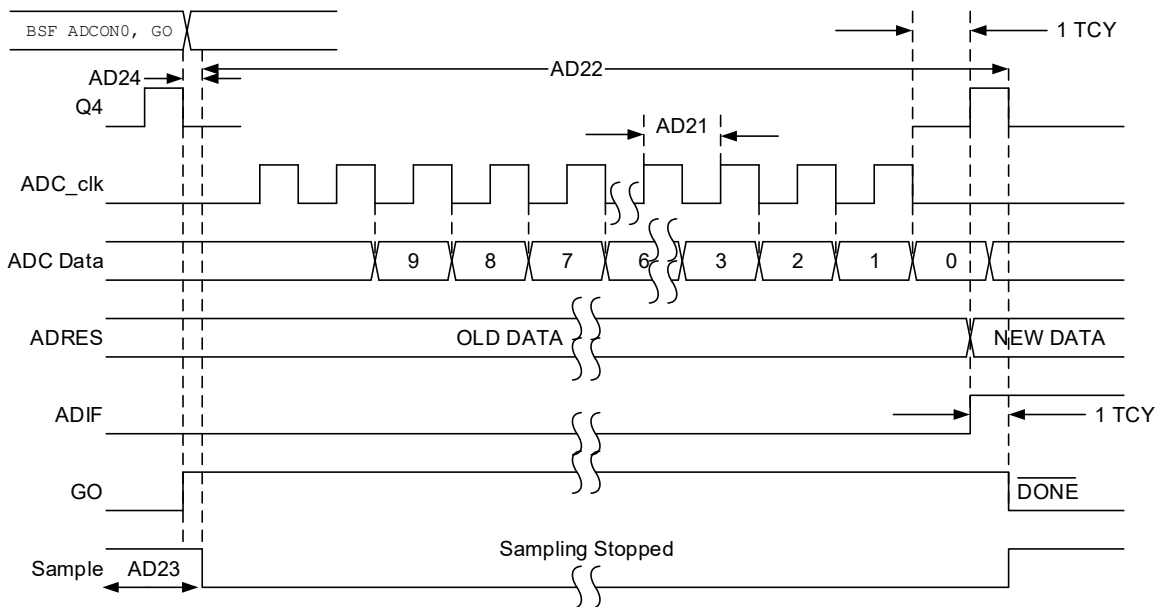 BSF ADCON0, GO
1 TCY
AD24
AD22
Q4
AD21
ADC_clk
ADC Data
9 8 7 6 3 2 1 0
ADRES
OLD DATA
NEW DATA
ADIF
1 TCY
GO
DONE
Sample
AD23
Sampling Stopped